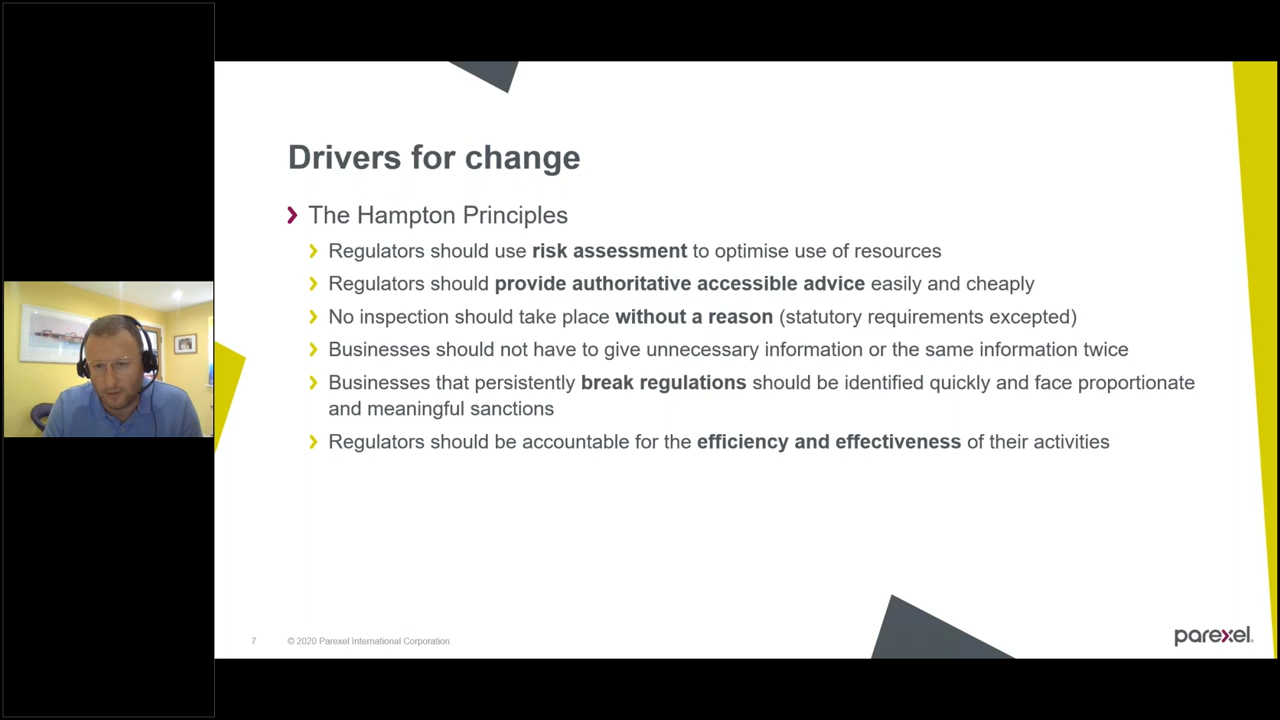 Drivers for change
The Hampton Principles
Regulators should use risk assessment to optimise use of resources
Regulators should provide authoritative accessible advice easily and cheaply
No inspection should take place without a reason (statutory requirements excepted)
Businesses should not have to give unnecessary information or the same information twice
Businesses that persistently break regulations should be identified quickly and face proportionate
and meaningful sanctions
Regulators should be accountable for the efficiency and effectiveness of their activities
7 © 2020 Parexel International Corporation
parexel.